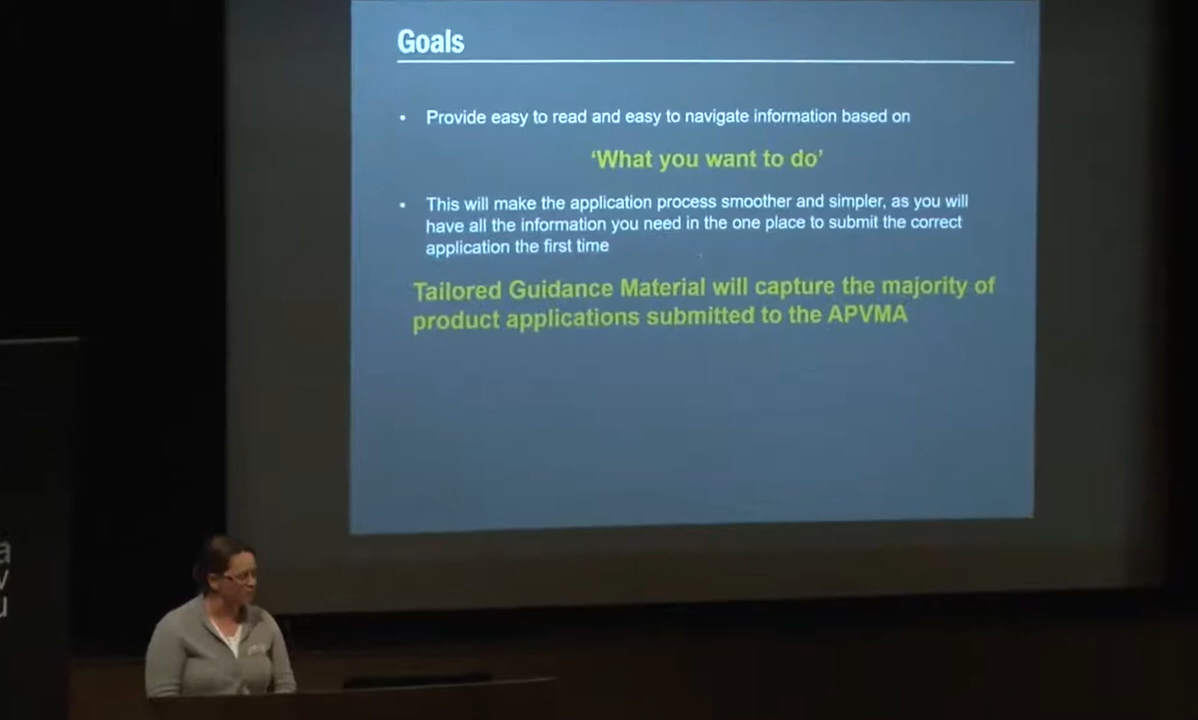 Goals
• Provide easy to read and easy to navigate information based on
‘What you want to do’
• This will make the application process smoother and simpler, as you will
have all the information you need in the one place to submit the correct
application the first time
Tailored Guidance Material will capture the majority of
product applications submitted to the APVMA
a
v
u